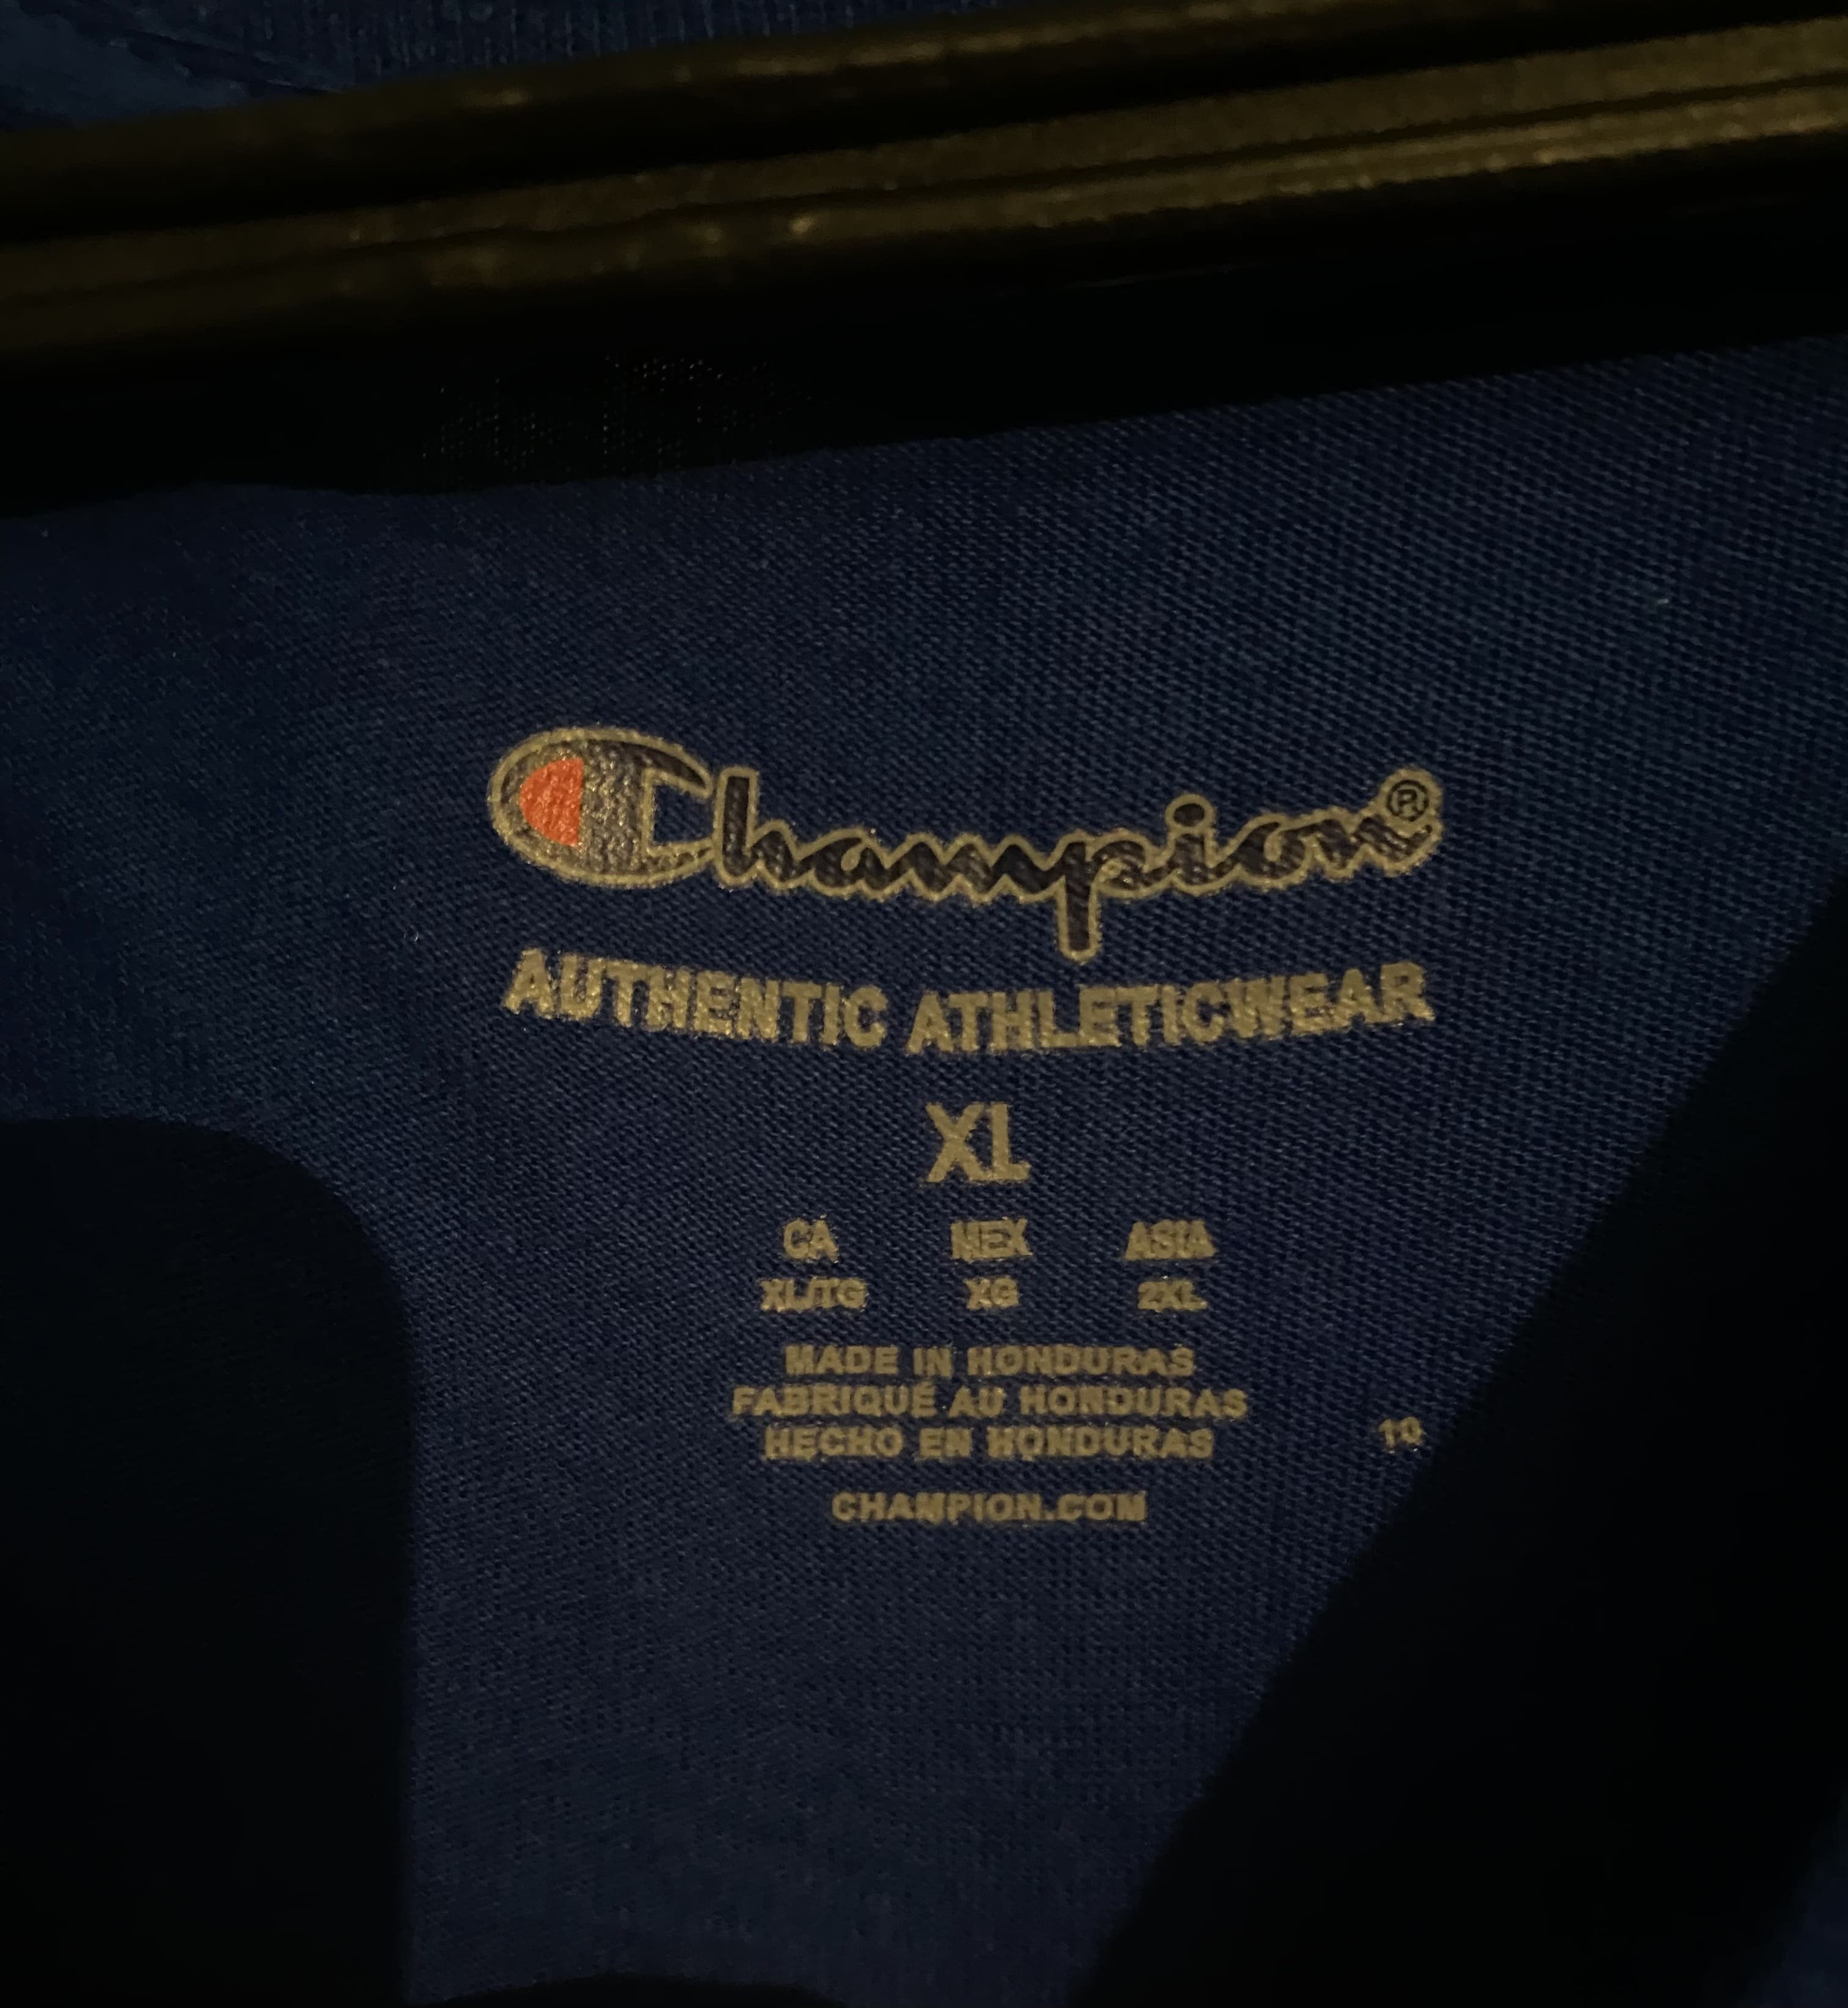 Champion®
AUTHENTIC ATHLETICWEAR
XL
CA MEX ASIA
XL/TG XG 2XL
MADE IN HONDURAS
FABRIQUÉ AU HONDURAS
HECHO EN HONDURAS
10
CHAMPION.COM